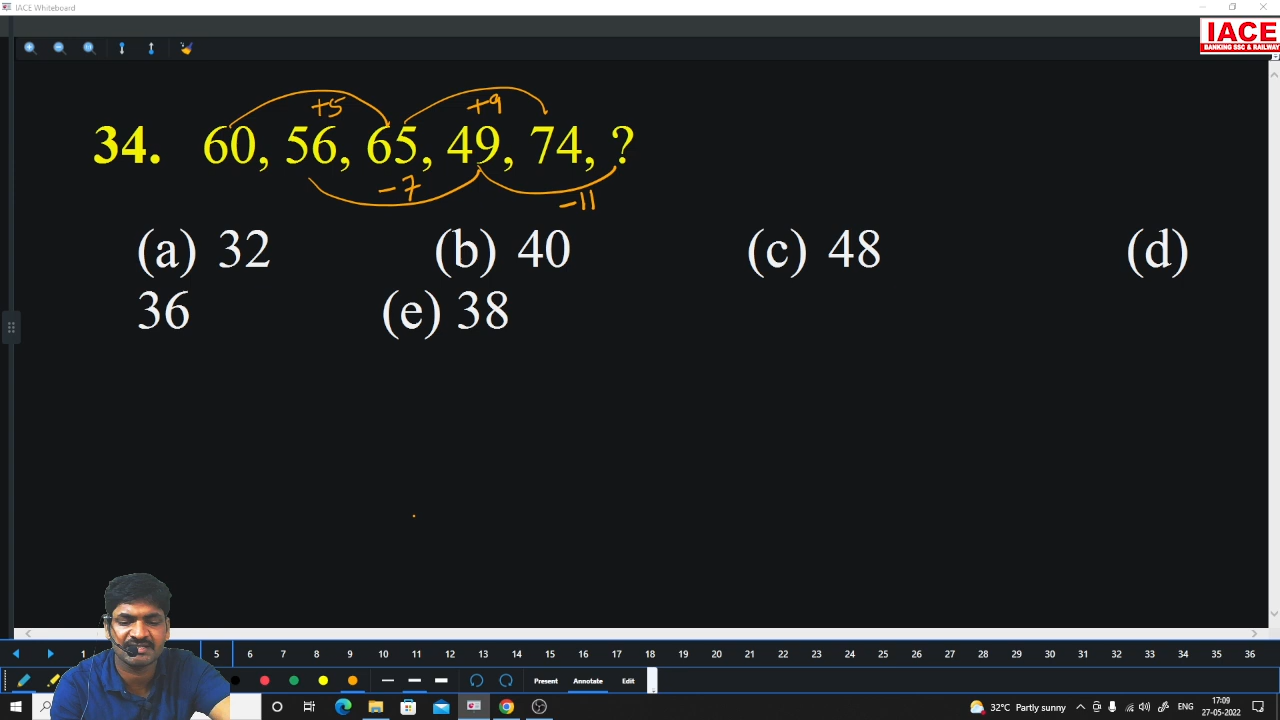 IACE Whiteboard
IACE
BANKING SSC & RAILWAY
+5 +9
34. 60, 56, 65, 49, 74, ?
-7 -11
(a) 32 (b) 40 (c) 48 (d)
36 (e) 38
1 5 6 7 8 9 10 11 12 13 14 15 16 17 18 19 20 21 22 23 24 25 26 27 28 29 30 31 32 33 34 35 36
Present Annotate Edit
32°C Partly sunny ENG 17:09
27-05-2022